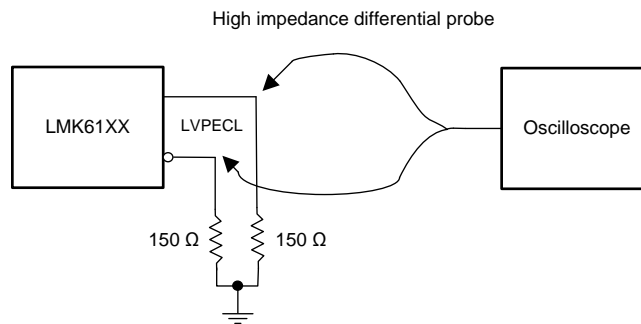 High impedance differential probe
LMK61XX
LVPECL
Oscilloscope
150 Ω
150 Ω